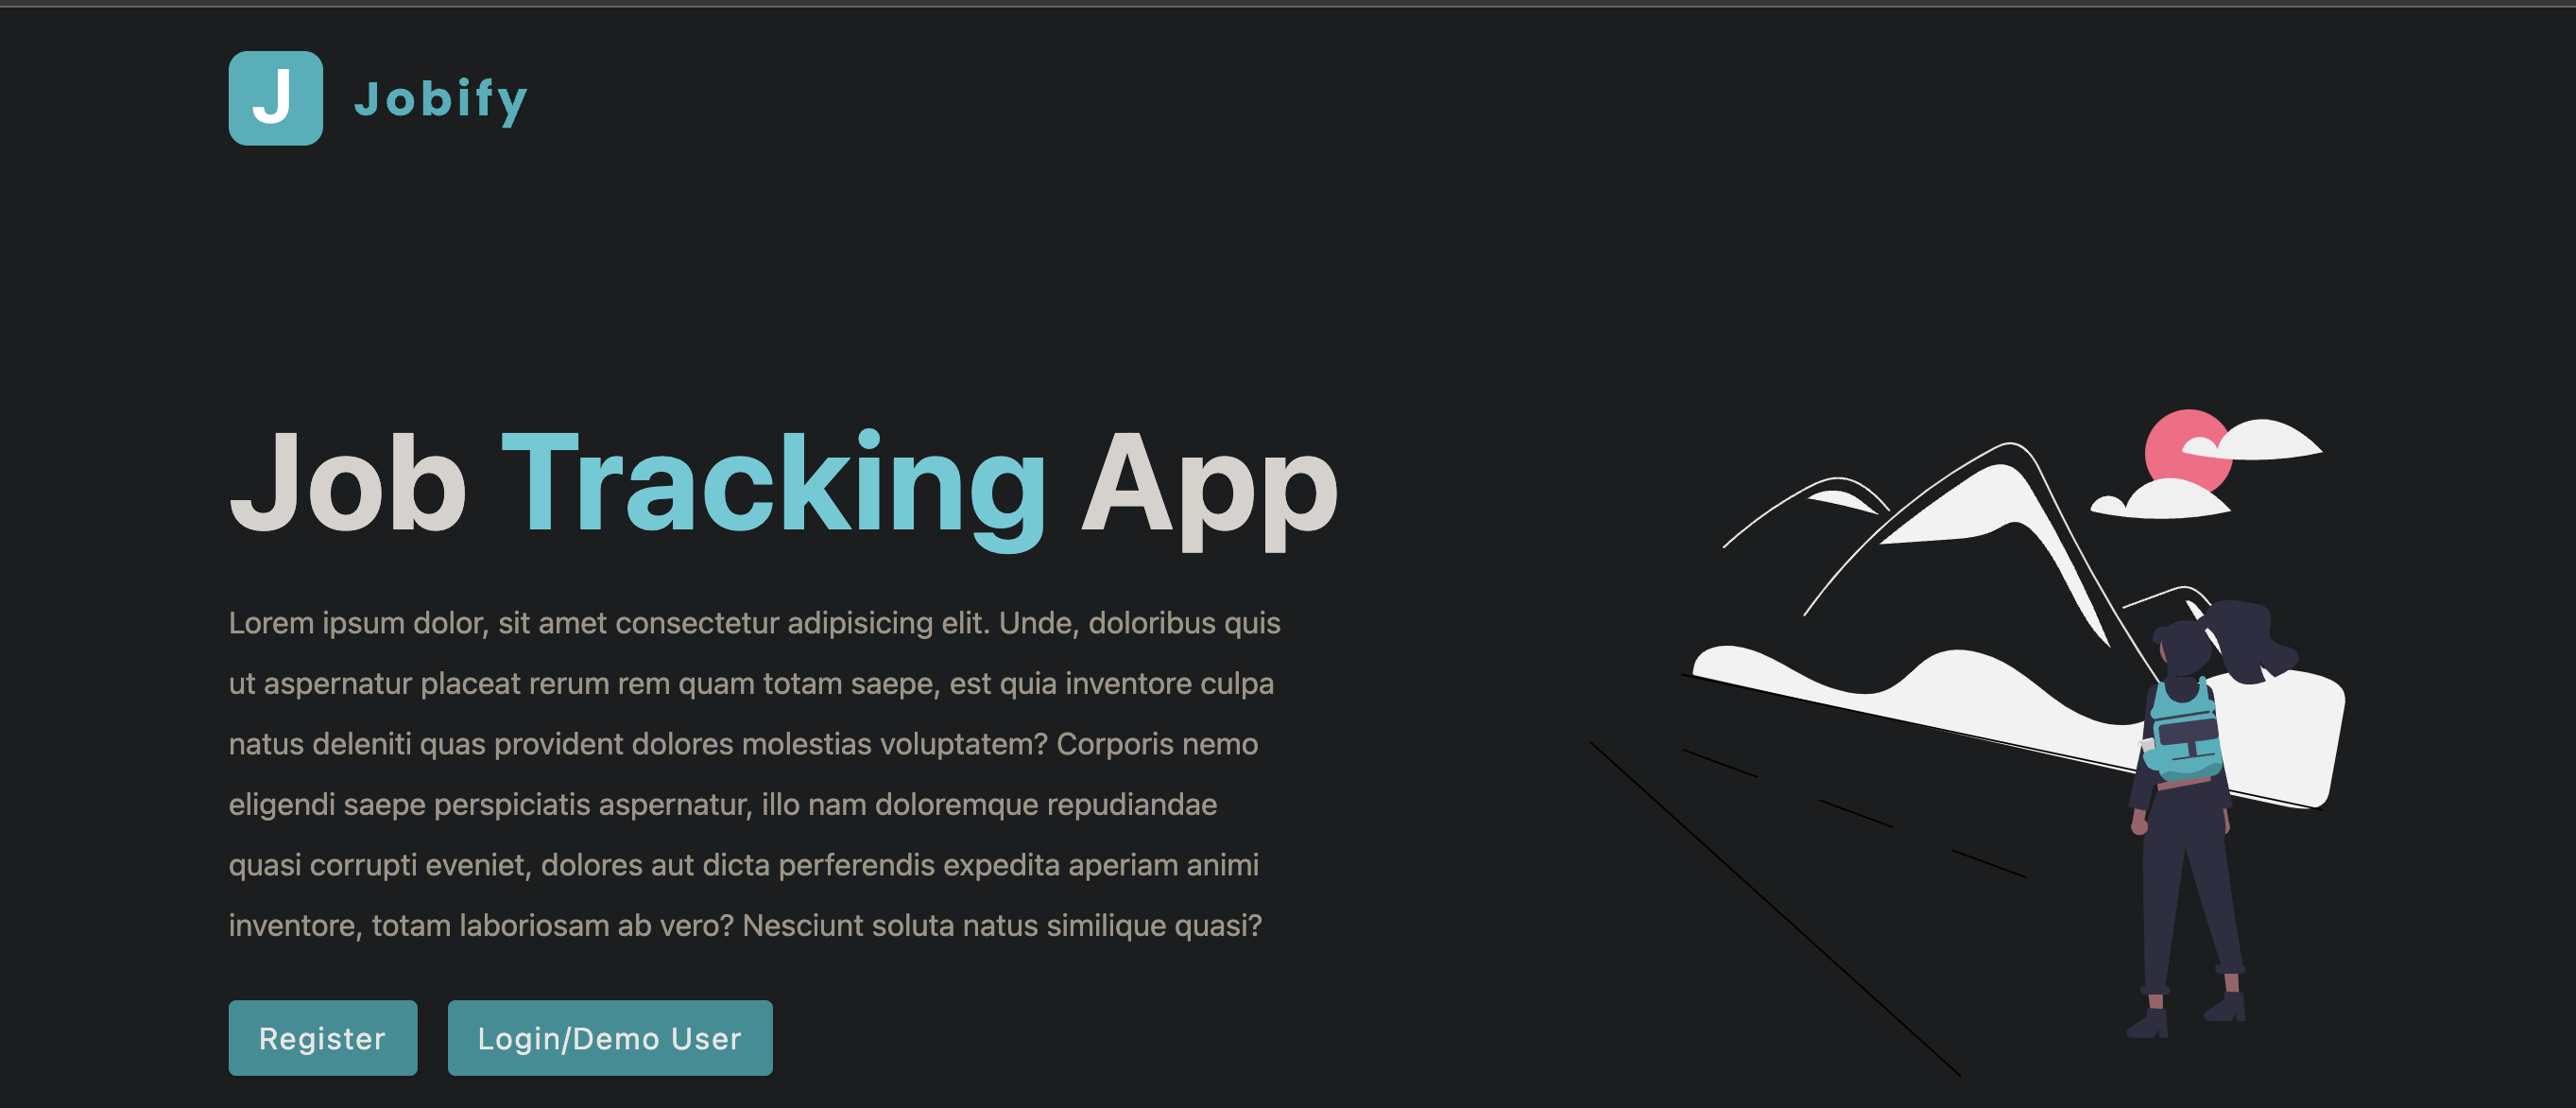 J Jobify
Job Tracking App
Lorem ipsum dolor, sit amet consectetur adipisicing elit. Unde, doloribus quis
ut aspernatur placeat rerum rem quam totam saepe, est quia inventore culpa
natus deleniti quas provident dolores molestias voluptatem? Corporis nemo
eligendi saepe perspiciatis aspernatur, illo nam doloremque repudiandae
quasi corrupti eveniet, dolores aut dicta perferendis expedita aperiam animi
inventore, totam laboriosam ab vero? Nesciunt soluta natus similique quasi?
Register Login/Demo User